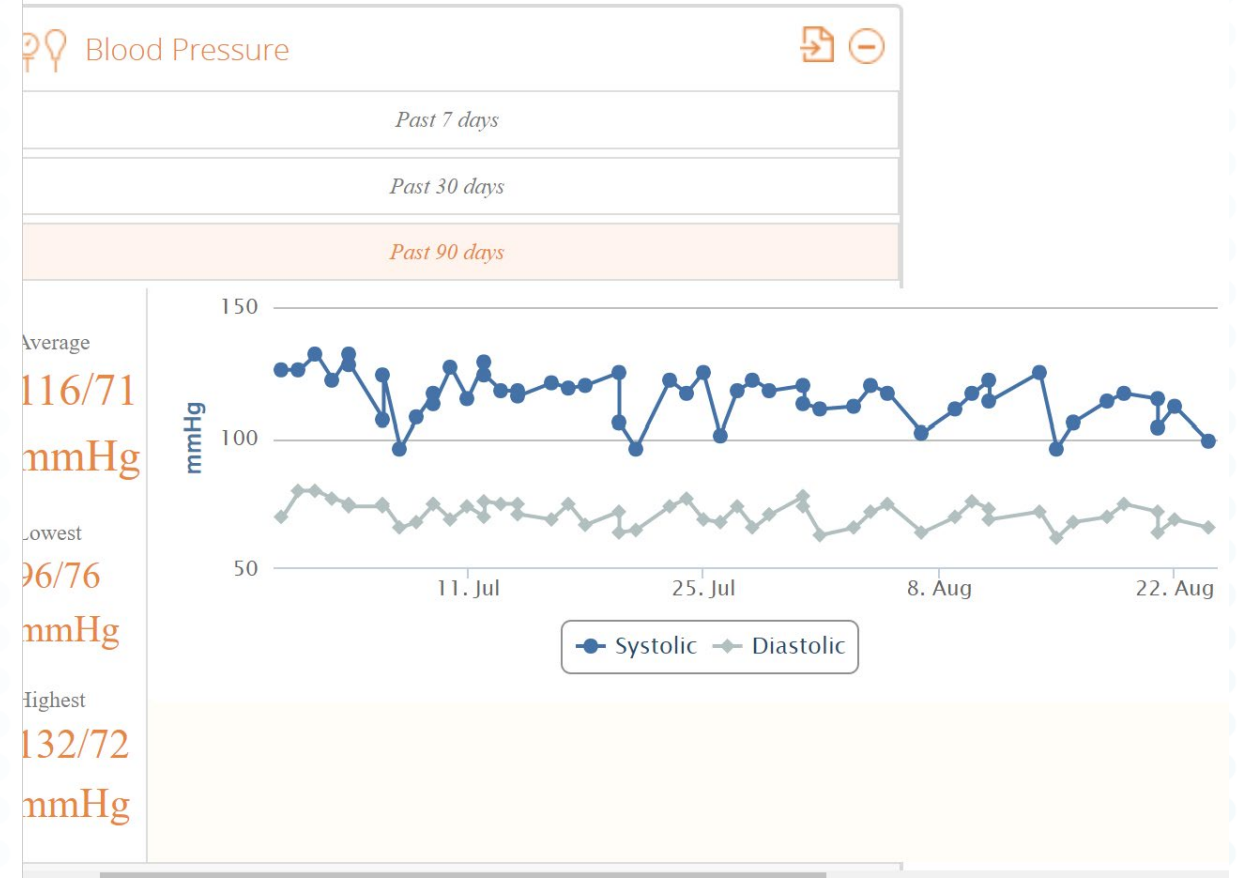 Blood Pressure
Past 7 days
Past 30 days
Past 90 days
Average
116/71
mmHg
Lowest
96/76
mmHg
Highest
132/72
mmHg
150
100
50
mmHg
11. Jul
25. Jul
8. Aug
22. Aug
Systolic
Diastolic